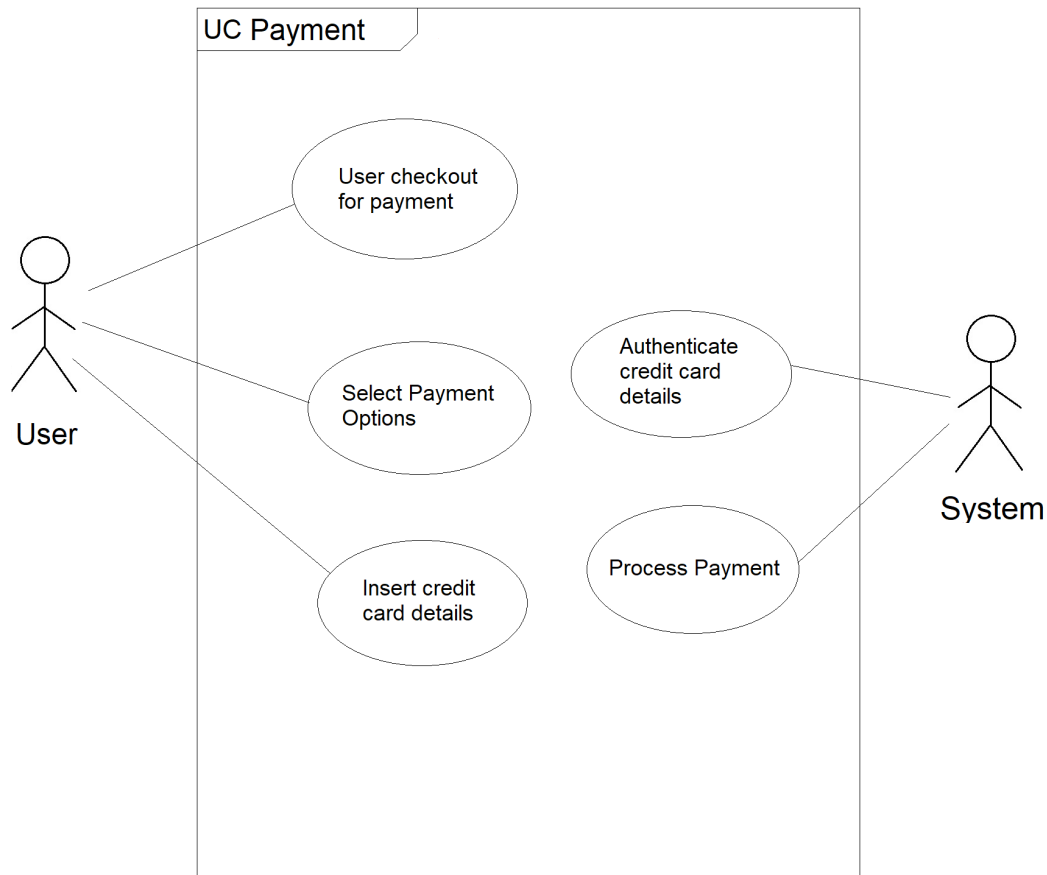 UC Payment
User checkout
for payment
Authenticate
credit card
details
Select Payment
Options
User
System
Process Payment
Insert credit
card details